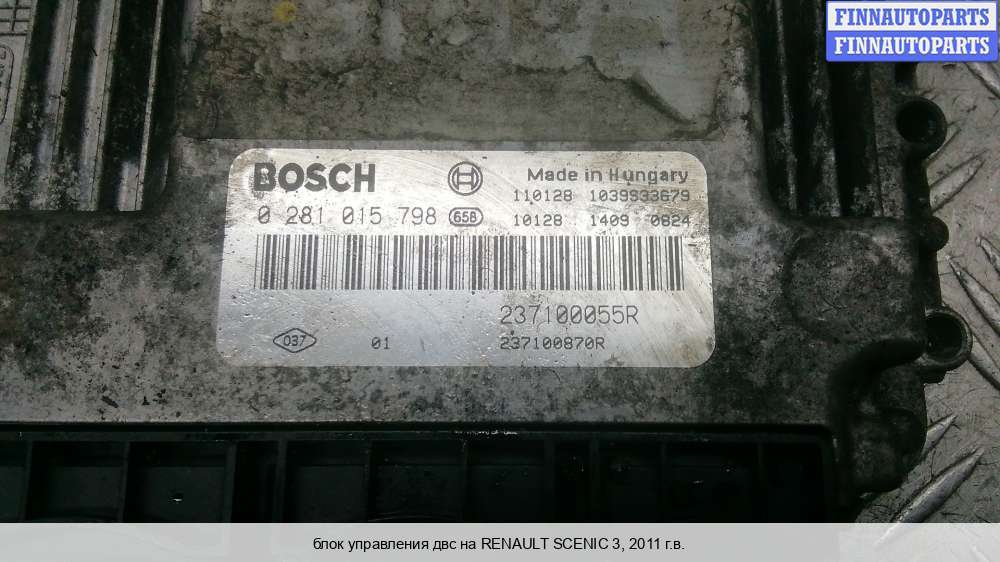 FINNAUTOPARTS
FINNAUTOPARTS
BOSCH
Made in Hungary
110128 1039S33679
0 281 015 798 658
10128 1409 0824
237100055R
037 01 237100870R
блок управления двс на RENAULT SCENIC 3, 2011 г.в.